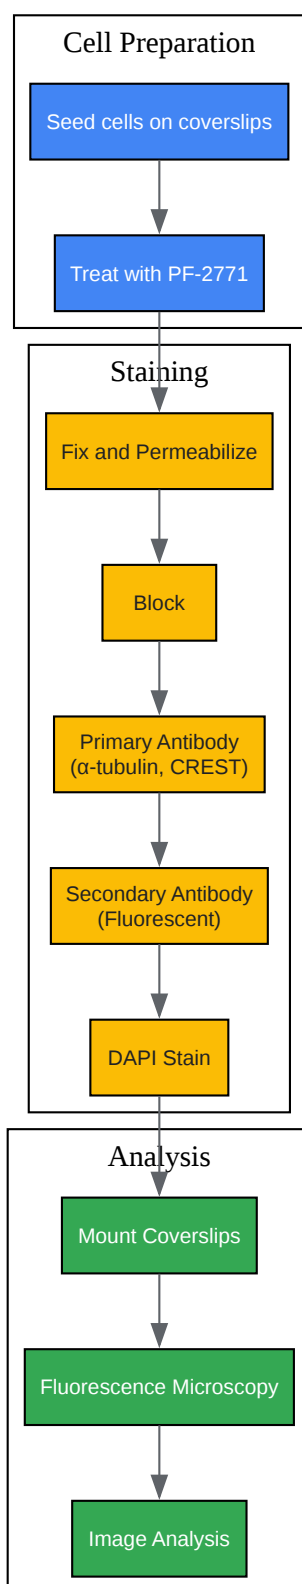 Cell Preparation
Seed cells on coverslips
Treat with PF-2771
Staining
Fix and Permeabilize
Block
Primary Antibody
(α-tubulin, CREST)
Secondary Antibody
(Fluorescent)
DAPI Stain
Analysis
Mount Coverslips
Fluorescence Microscopy
Image Analysis